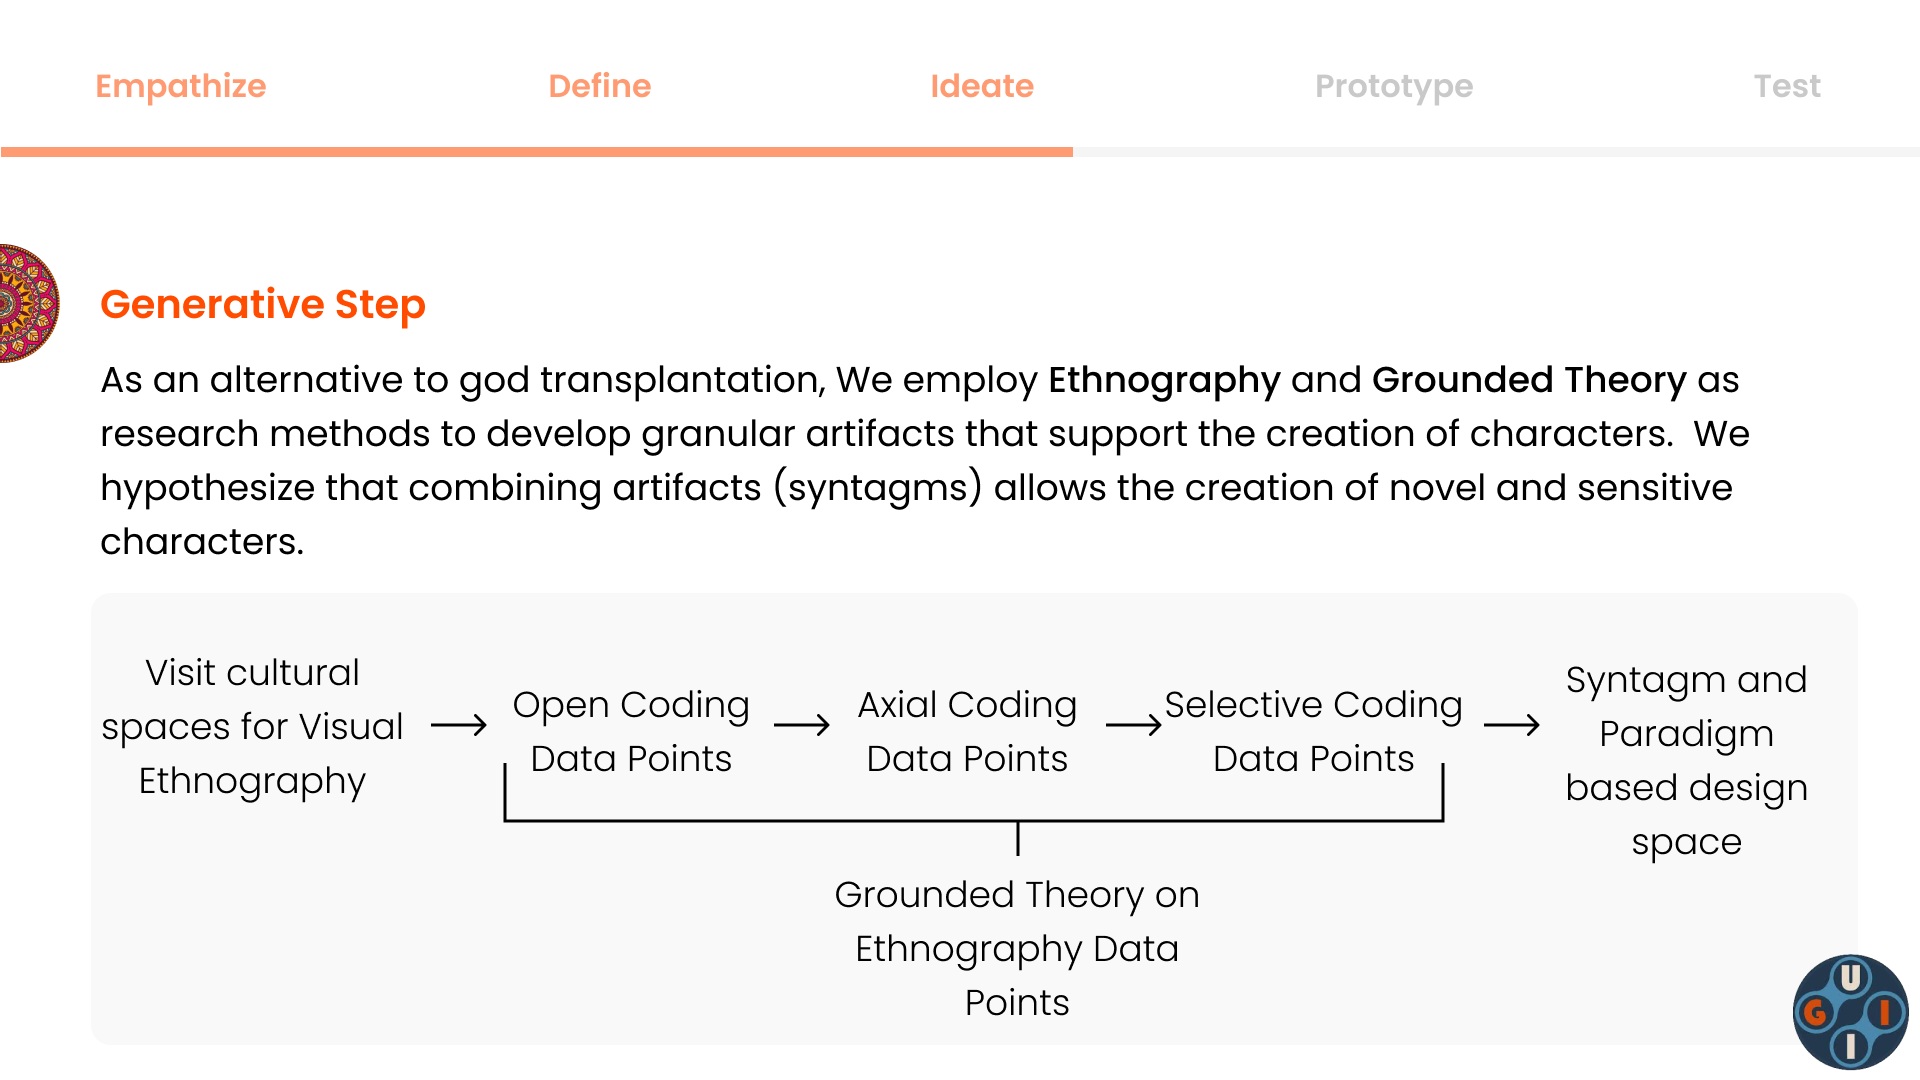 Empathize
Define
Ideate
Prototype
Test
Generative Step
As an alternative to god transplantation, We employ Ethnography and Grounded Theory as
research methods to develop granular artifacts that support the creation of characters.  We
hypothesize that combining artifacts (syntagms) allows the creation of novel and sensitive
characters.
Visit cultural
spaces for Visual
Ethnography
Open Coding
Data Points
Axial Coding
Data Points
Selective Coding
Data Points
Syntagm and
Paradigm
based design
space
Grounded Theory on
Ethnography Data
Points
U
G I
I